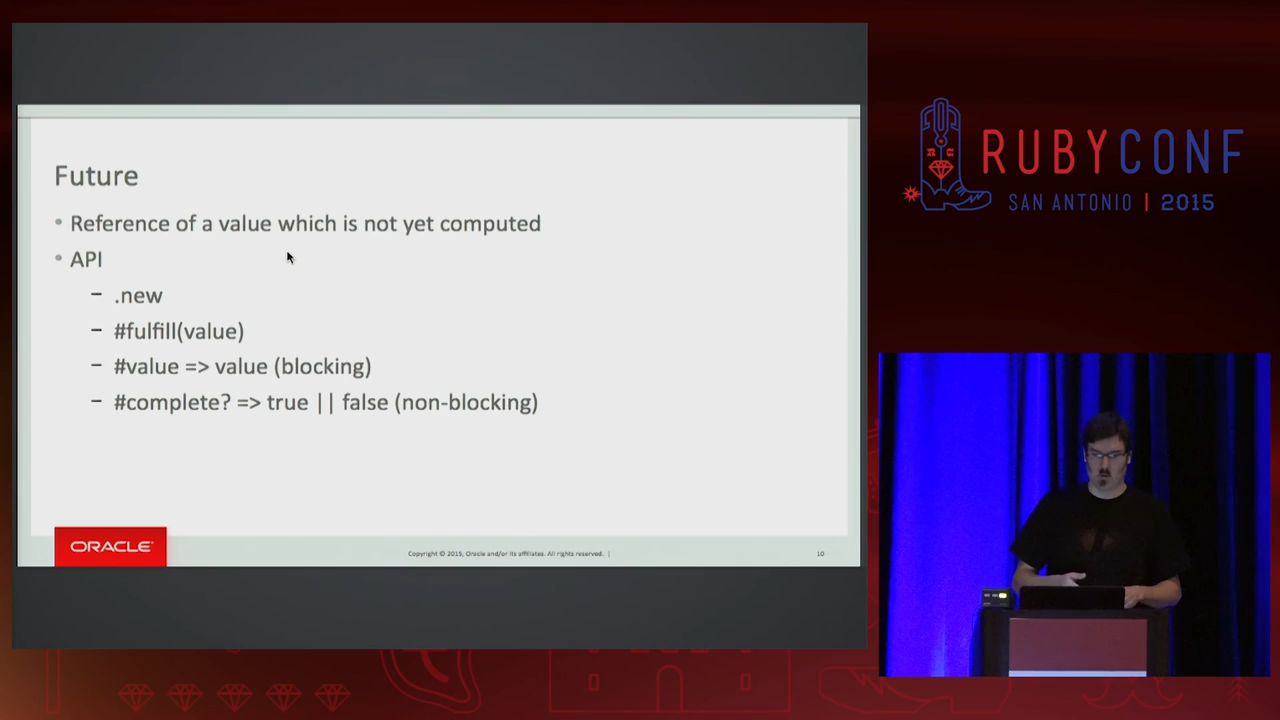 Future
• Reference of a value which is not yet computed
• API
– .new
– #fulfill(value)
– #value => value (blocking)
– #complete? => true || false (non-blocking)
ORACLE®
Copyright © 2015, Oracle and/or its affiliates. All rights reserved. |
10
RUBYCONF
SAN ANTONIO | 2015